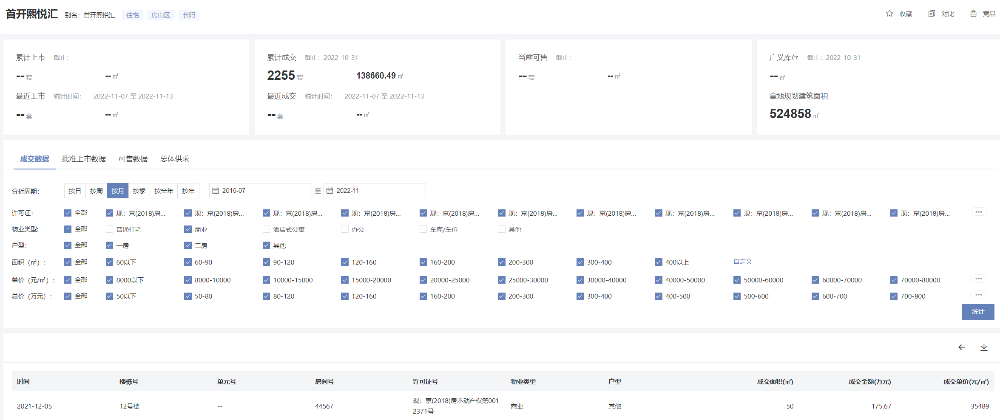 首开熙悦汇 别名：首开熙悦汇 住宅 房山区 长阳 收藏 对比 竞品
累计上市 截止：--
--套 --㎡
最近上市 统计时间： 2022-11-07 至 2022-11-13
--套 --㎡
累计成交 截止：2022-10-31
2255套 138660.49㎡
最近成交 统计时间： 2022-11-07 至 2022-11-13
--套 --㎡
当前可售 截止：--
--套 --㎡
广义库存 截止：2022-10-31
--㎡
拿地规划建筑面积
524858㎡
成交数据 批准上市数据 可售数据 总体供求
分析周期： 按日 按周 按月 按季 按半年 按年 2015-07 至 2022-11
许可证： 全部 现：京(2018)房... 现：京(2018)房... 现：京(2018)房... 现：京(2018)房... 现：京(2018)房... 现：京(2018)房... 现：京(2018)房... 现：京(2018)房... 现：京(2018)房... 现：京(2018)房... 现：京(2018)房... •••
物业类型: 全部 普通住宅 商业 酒店式公寓 办公 车库/车位 其他
户型： 全部 一房 二房 其他
面积（㎡）： 全部 60以下 60-90 90-120 120-160 160-200 200-300 300-400 400以上 自定义
单价（元/㎡）： 全部 8000以下 8000-10000 10000-15000 15000-20000 20000-25000 25000-30000 30000-40000 40000-50000 50000-60000 60000-70000 70000-80000 •••
总价（万元）： 全部 50以下 50-80 80-120 120-160 160-200 200-300 300-400 400-500 500-600 600-700 700-800 •••
统计
时间 楼栋号 单元号 房间号 许可证号 物业类型 户型 成交面积(㎡) 成交金额(万元) 成交单价(元/㎡)
2021-12-05 12号楼 -- 44567 现：京(2018)房不动产权第001
2371号 商业 其他 50 175.67 35489